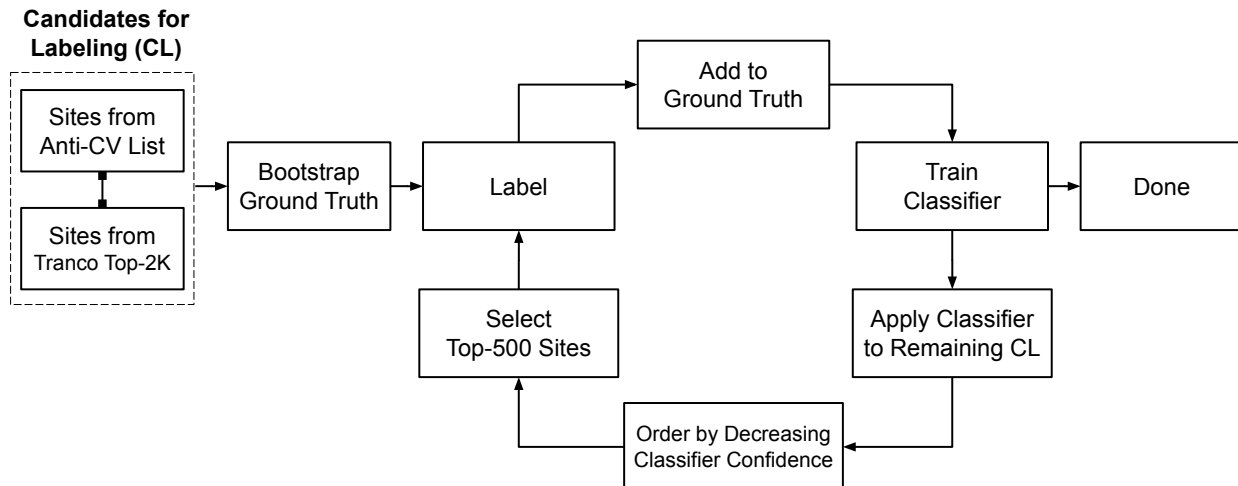 Candidates for
Labeling (CL)
Sites from
Anti-CV List
Sites from
Tranco Top-2K
Bootstrap
Ground Truth
Label
Add to
Ground Truth
Train
Classifier
Done
Apply Classifier
to Remaining CL
Order by Decreasing
Classifier Confidence
Select
Top-500 Sites